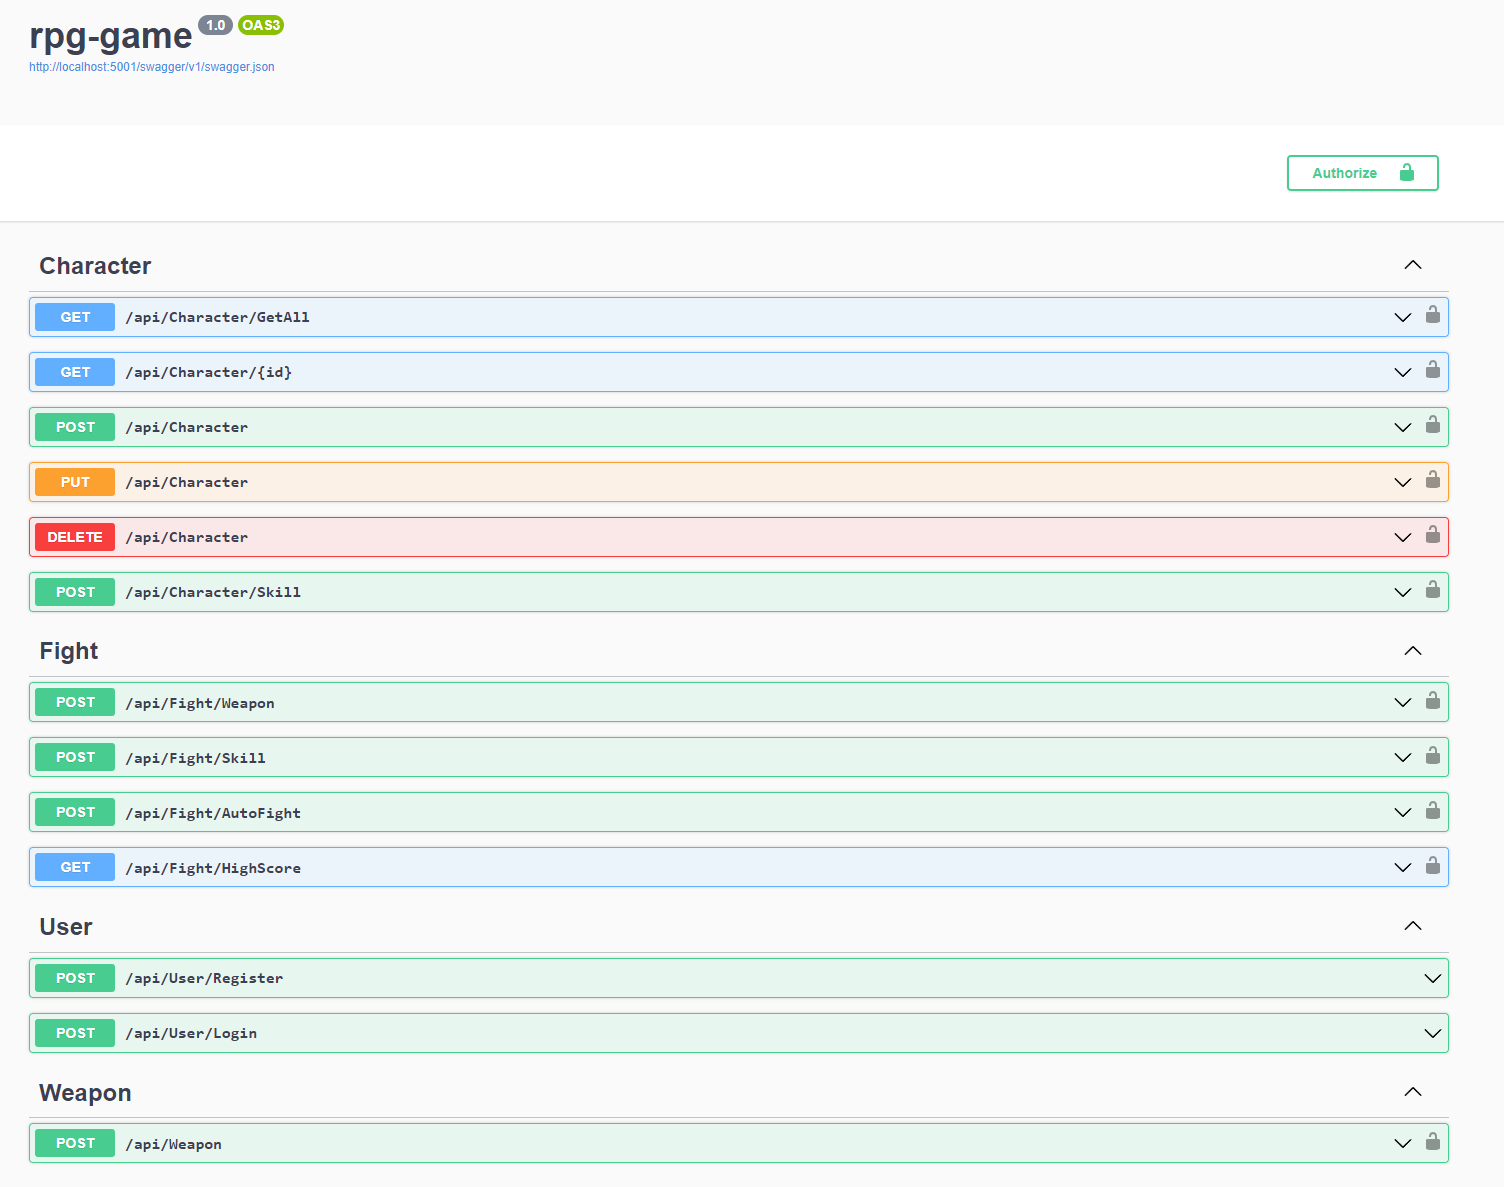 rpg-game 1.0 OAS3
http://localhost:5001/swagger/v1/swagger.json
Authorize
Character
GET /api/Character/GetAll
GET /api/Character/{id}
POST /api/Character
PUT /api/Character
DELETE /api/Character
POST /api/Character/Skill
Fight
POST /api/Fight/Weapon
POST /api/Fight/Skill
POST /api/Fight/AutoFight
GET /api/Fight/HighScore
User
POST /api/User/Register
POST /api/User/Login
Weapon
POST /api/Weapon